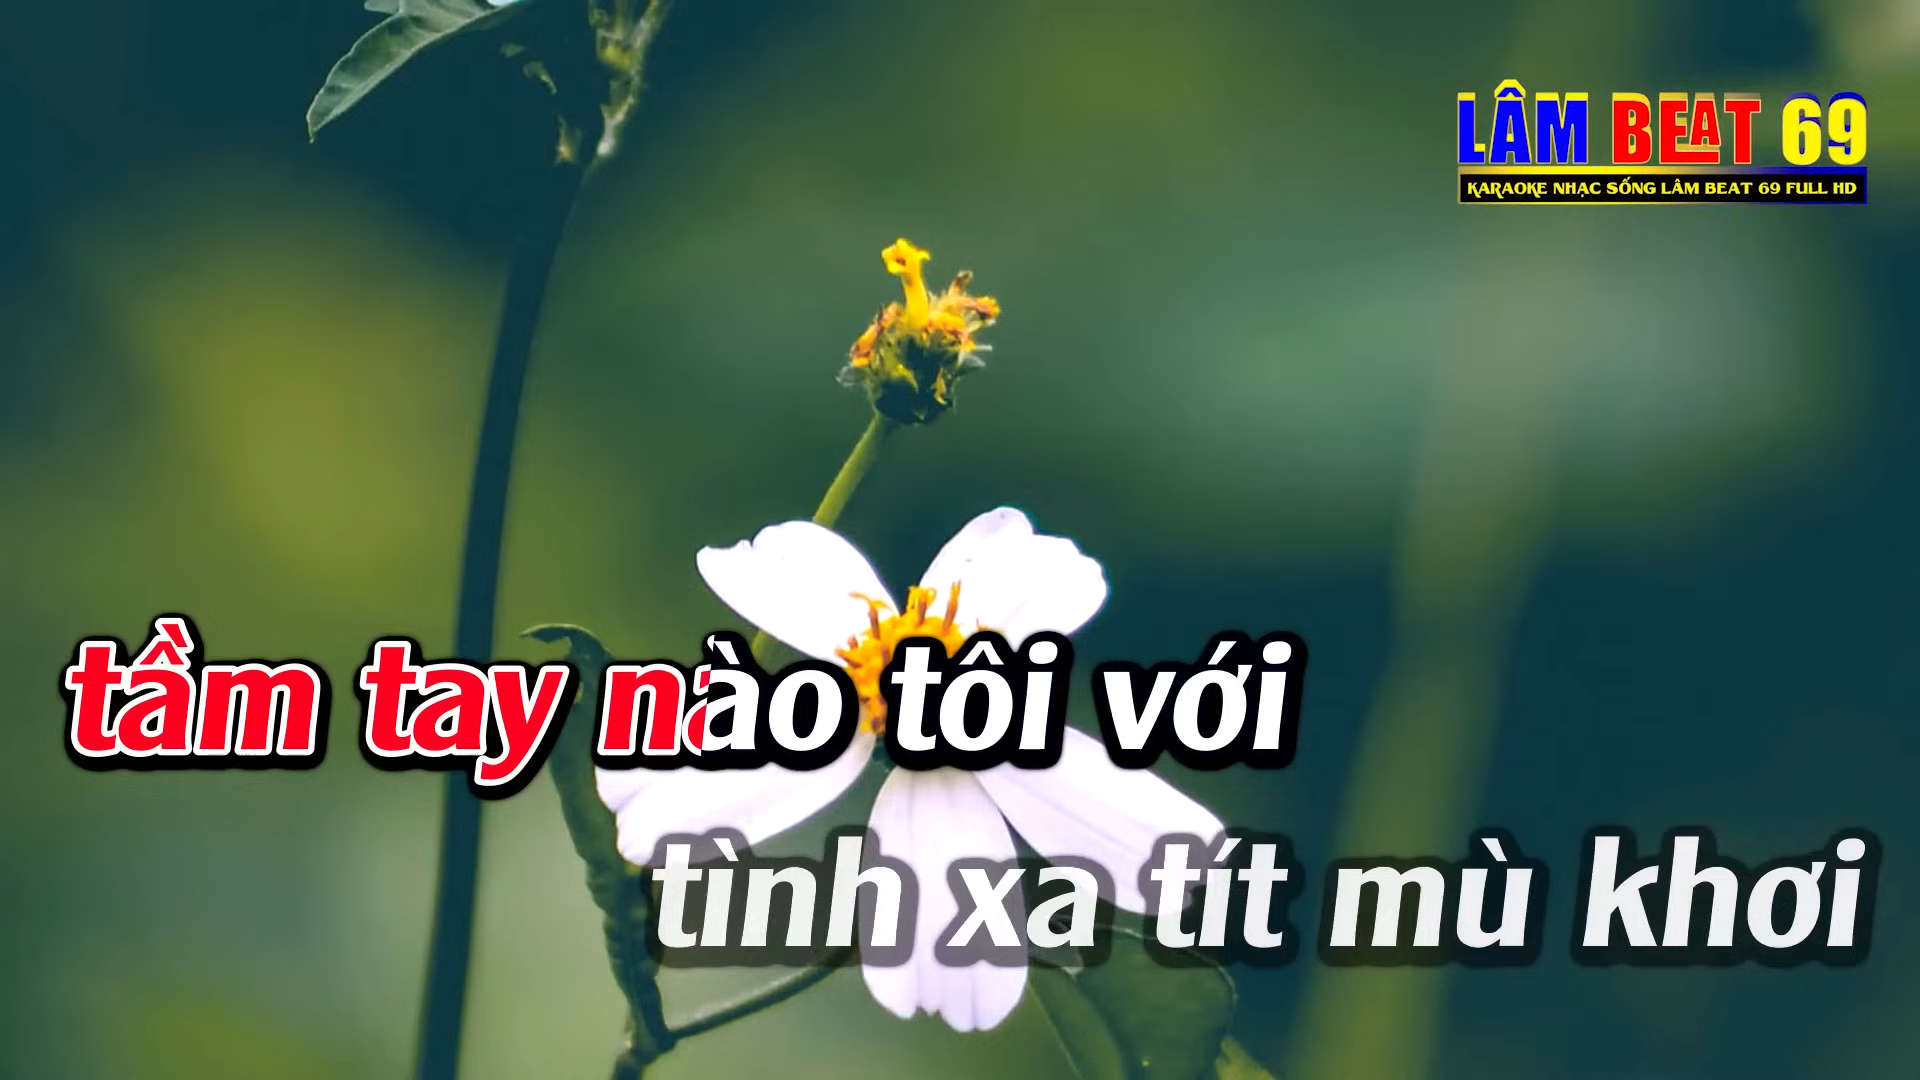 LÂM BEAT 69
KARAOKE NHẠC SỐNG LÂM BEAT 69 FULL HD
tầm tay nào tôi với
tình xa tít mù khơi